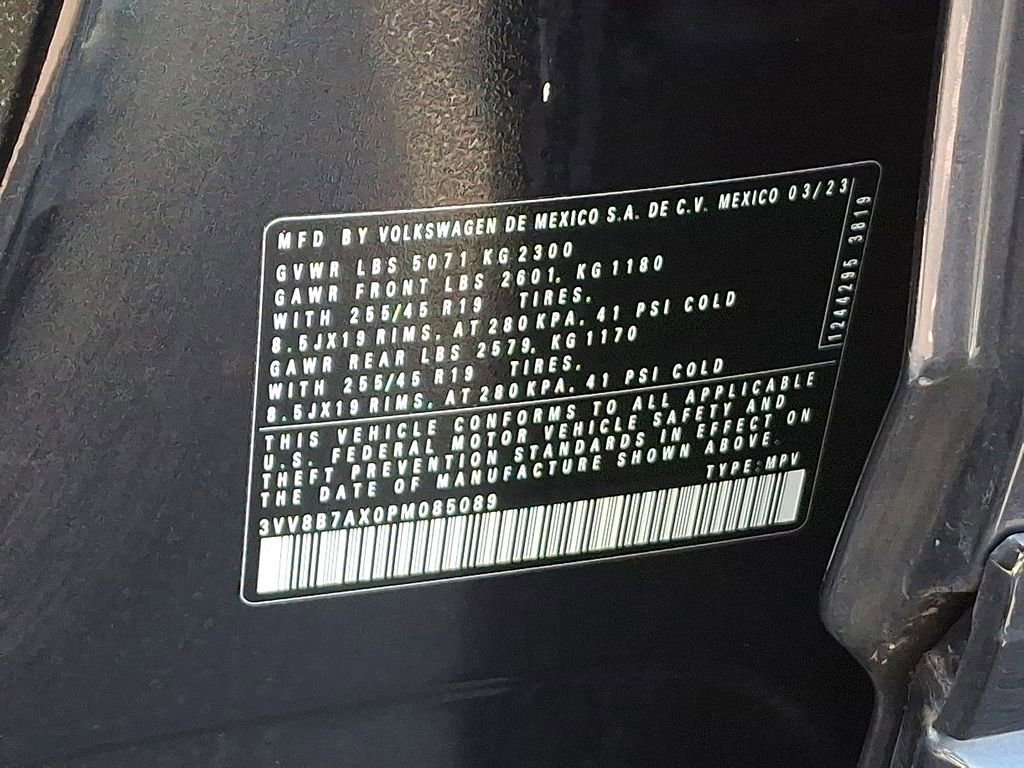 MFD BY VOLKSWAGEN DE MEXICO S.A. DE C.V. MEXICO 03/23
GVWR LBS 5071 KG 2300
GAWR FRONT LBS 2601. KG 1180
WITH 255/45 R19 TIRES.
8.5JX19 RIMS. AT 280 KPA. 41 PSI COLD
GAWR REAR LBS 2579. KG 1170
WITH 255/45 R19 TIRES.
8.5JX19 RIMS. AT 280 KPA. 41 PSI COLD
THIS VEHICLE CONFORMS TO ALL APPLICABLE
U.S. FEDERAL MOTOR VEHICLE SAFETY AND
THEFT PREVENTION STANDARDS IN EFFECT ON
THE DATE OF MANUFACTURE SHOWN ABOVE.
TYPE: MPV
3VV8B7AX0PM085089
1244295 3819